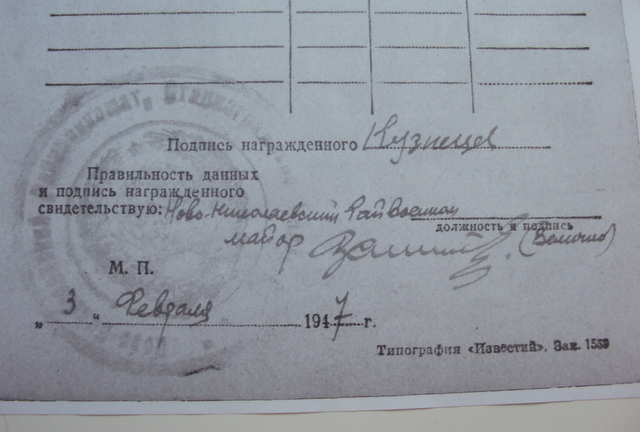 Подпись награжденного Кузнецов
Правильность данных
и подпись награжденного
свидетельствую: Ново-Николаевский Райвоенком
должность и подпись
майор
М. П.
„ 3 “ Февраля 1947 г.
Типография «Известий». Зак. 1559